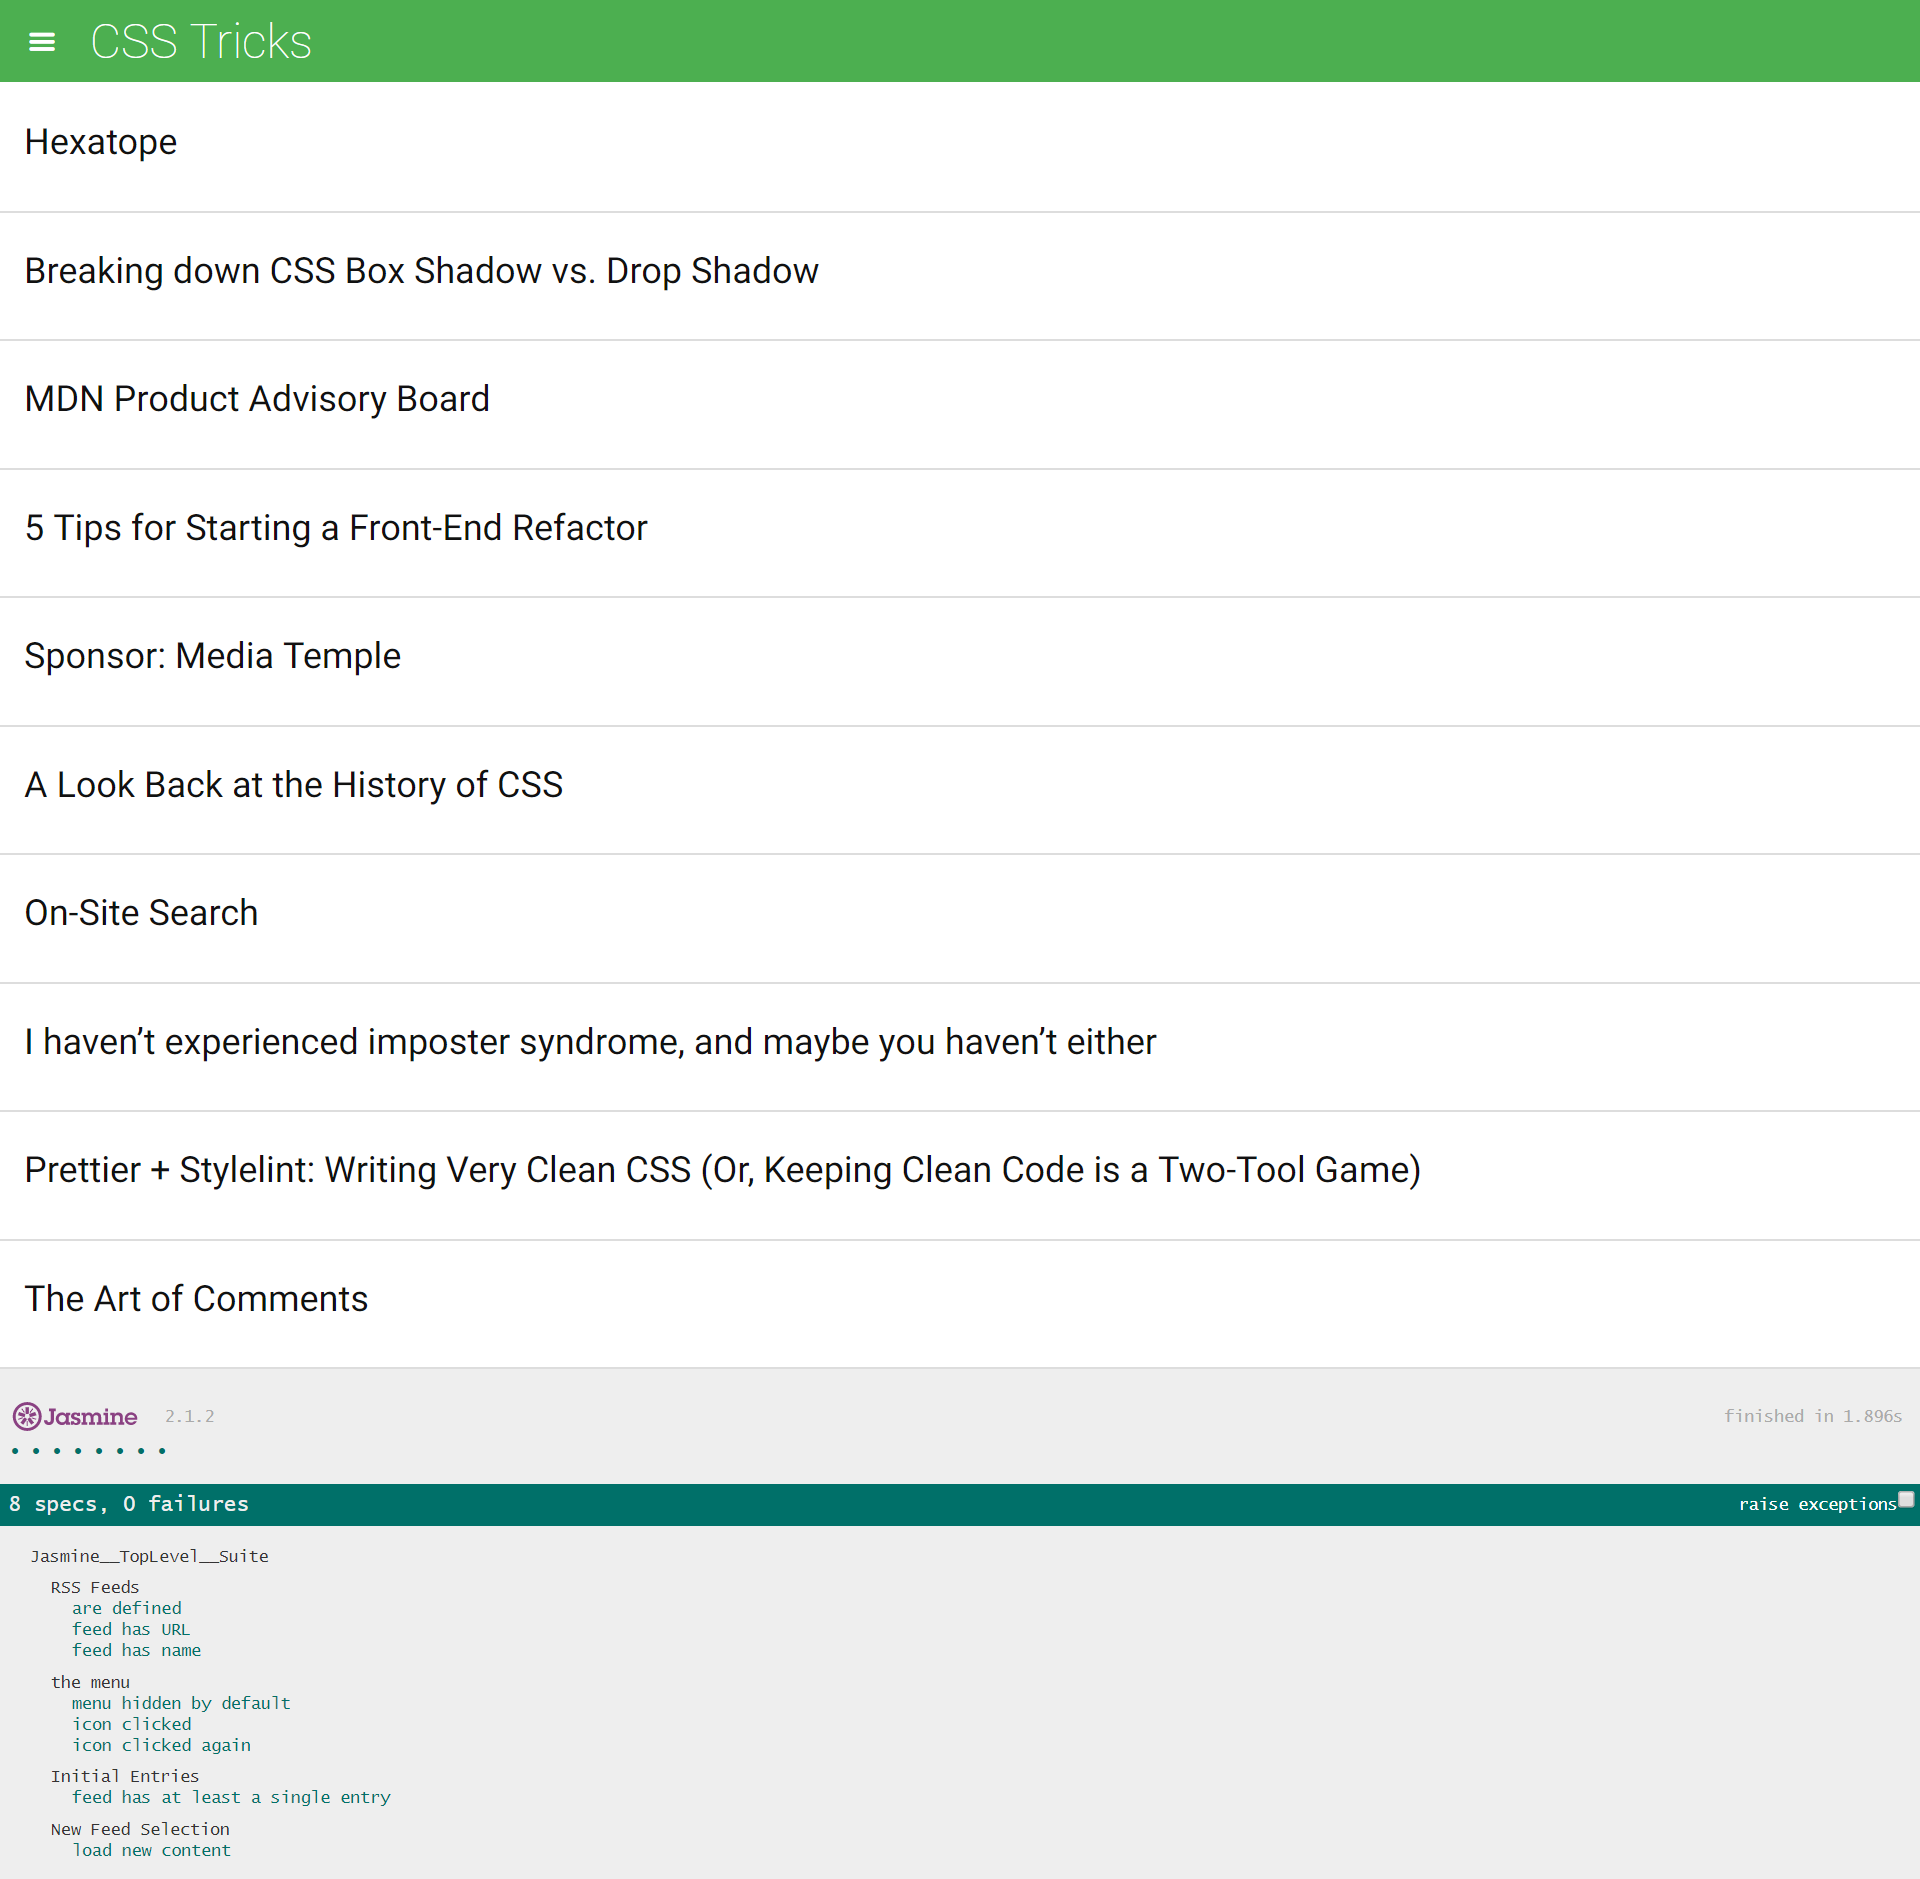 CSS Tricks
Hexatope
Breaking down CSS Box Shadow vs. Drop Shadow
MDN Product Advisory Board
5 Tips for Starting a Front-End Refactor
Sponsor: Media Temple
A Look Back at the History of CSS
On-Site Search
I haven’t experienced imposter syndrome, and maybe you haven’t either
Prettier + Stylelint: Writing Very Clean CSS (Or, Keeping Clean Code is a Two-Tool Game)
The Art of Comments
Jasmine 2.1.2 finished in 1.896s
• • • • • • • •
8 specs, 0 failures raise exceptions
Jasmine__TopLevel__Suite
RSS Feeds
are defined
feed has URL
feed has name
the menu
menu hidden by default
icon clicked
icon clicked again
Initial Entries
feed has at least a single entry
New Feed Selection
load new content